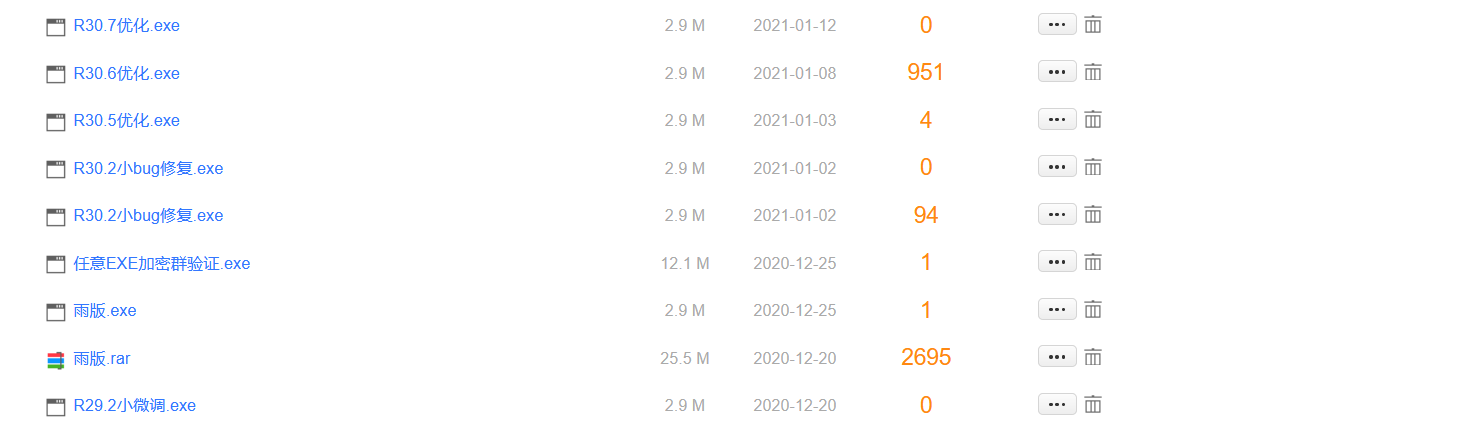 R30.7优化.exe 2.9 M 2021-01-12 0
R30.6优化.exe 2.9 M 2021-01-08 951
R30.5优化.exe 2.9 M 2021-01-03 4
R30.2小bug修复.exe 2.9 M 2021-01-02 0
R30.2小bug修复.exe 2.9 M 2021-01-02 94
任意EXE加密群验证.exe 12.1 M 2020-12-25 1
雨版.exe 2.9 M 2020-12-25 1
雨版.rar 25.5 M 2020-12-20 2695
R29.2小微调.exe 2.9 M 2020-12-20 0